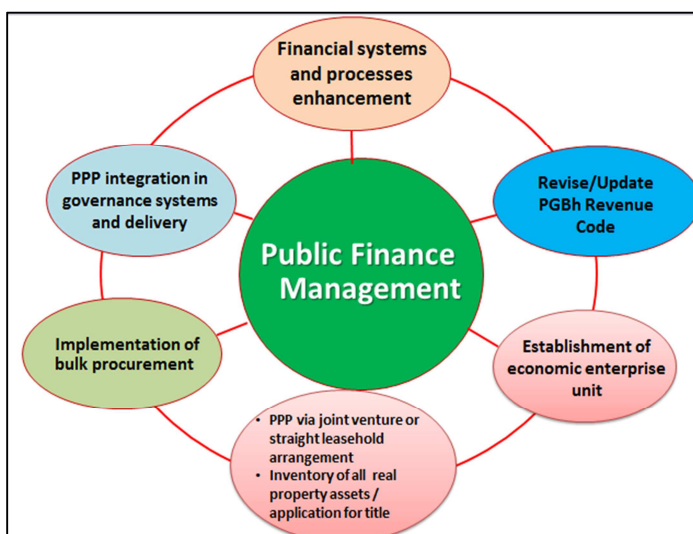 Financial systems
and processes
enhancement
PPP integration in
governance systems
and delivery
Revise/Update
PGBh Revenue
Code
Public Finance
Management
Implementation of
bulk procurement
Establishment of
economic enterprise
unit
• PPP via joint venture or
straight leasehold
arrangement
• Inventory of all real
property assets /
application for title